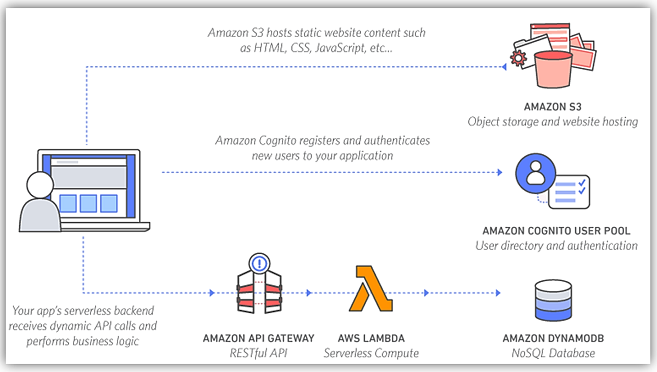 Amazon S3 hosts static website content such
as HTML, CSS, JavaScript, etc...
AMAZON S3
Object storage and website hosting
Amazon Cognito registers and authenticates
new users to your application
AMAZON COGNITO USER POOL
User directory and authentication
Your app's serverless backend
receives dynamic API calls and
performs business logic
AMAZON API GATEWAY
RESTful API
AWS LAMBDA
Serverless Compute
AMAZON DYNAMODB
NoSQL Database